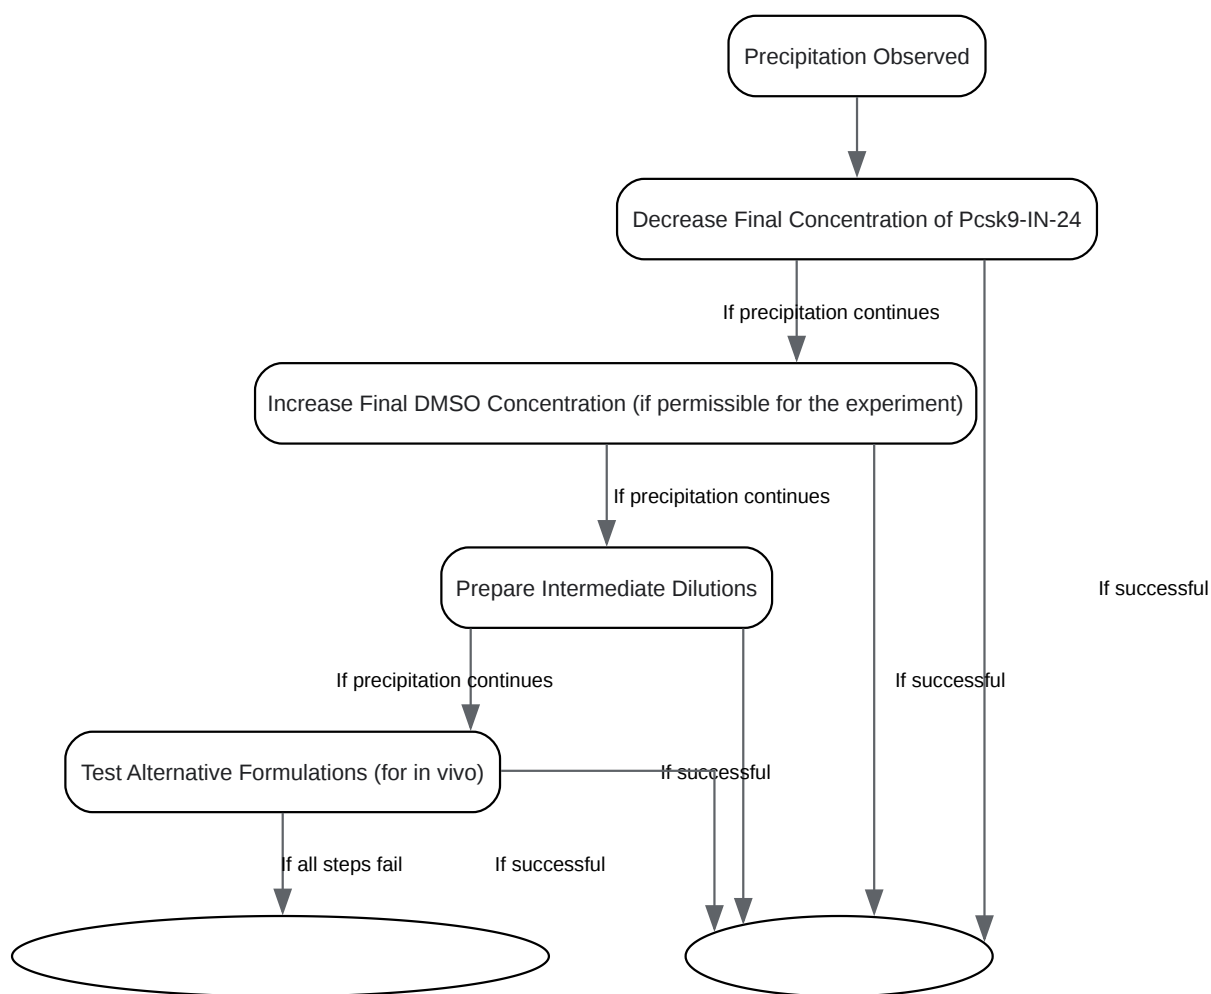 Precipitation Observed
Decrease Final Concentration of Pcsk9-IN-24
If precipitation continues
Increase Final DMSO Concentration (if permissible for the experiment)
If precipitation continues
Prepare Intermediate Dilutions
If successful
If precipitation continues
If successful
Test Alternative Formulations (for in vivo)
If successful
If all steps fail
If successful